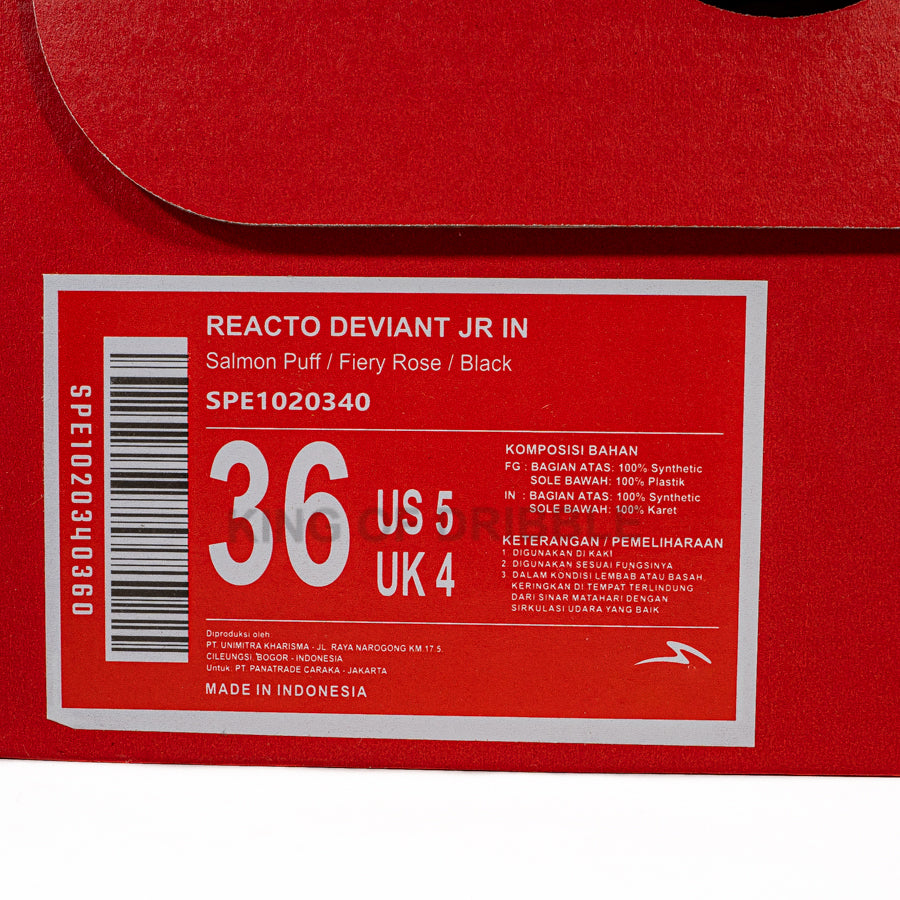 REACTO DEVIANT JR IN
Salmon Puff / Fiery Rose / Black
SPE1020340
SPE1020340360
36
US 5
UK 4
KOMPOSISI BAHAN
FG : BAGIAN ATAS: 100% Synthetic
SOLE BAWAH: 100% Plastik
IN : BAGIAN ATAS: 100% Synthetic
SOLE BAWAH: 100% Karet
KING OF DRIBBLE
KETERANGAN / PEMELIHARAAN
1. DIGUNAKAN DI KAKI
2. DIGUNAKAN SESUAI FUNGSINYA
3. DALAM KONDISI LEMBAB ATAU BASAH,
KERINGKAN DI TEMPAT TERLINDUNG
DARI SINAR MATAHARI DENGAN
SIRKULASI UDARA YANG BAIK
Diproduksi oleh
PT. UNIMITRA KHARISMA - JL. RAYA NAROGONG KM.17.5.
CILEUNGSI, BOGOR - INDONESIA
Untuk: PT PANATRADE CARAKA - JAKARTA
MADE IN INDONESIA